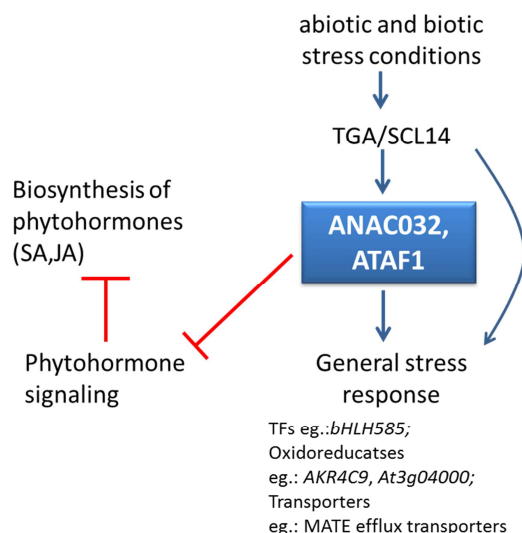 abiotic and biotic
stress conditions
TGA/SCL14
Biosynthesis of
phytohormones
(SA,JA)
ANAC032,
ATAF1
Phytohormone
signaling
General stress
response
TFs eg.:bHLH585;
Oxidoreducatses
eg.: AKR4C9, At3g04000;
Transporters
eg.: MATE efflux transporters